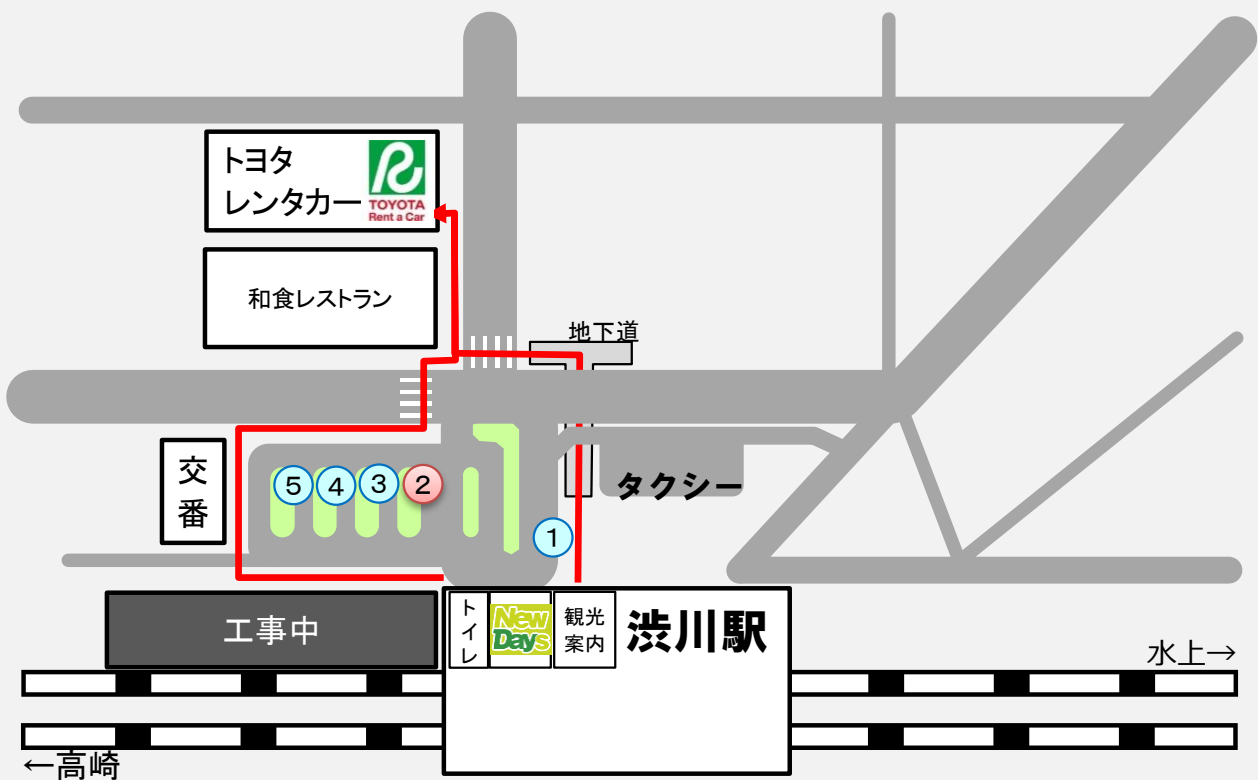 トヨタ
レンタカー
TOYOTA
Rent a Car
和食レストラン
地下道
交番
5
4
3
2
1
タクシー
工事中
トイレ
New
Days
観光
案内
渋川駅
水上→
←高崎